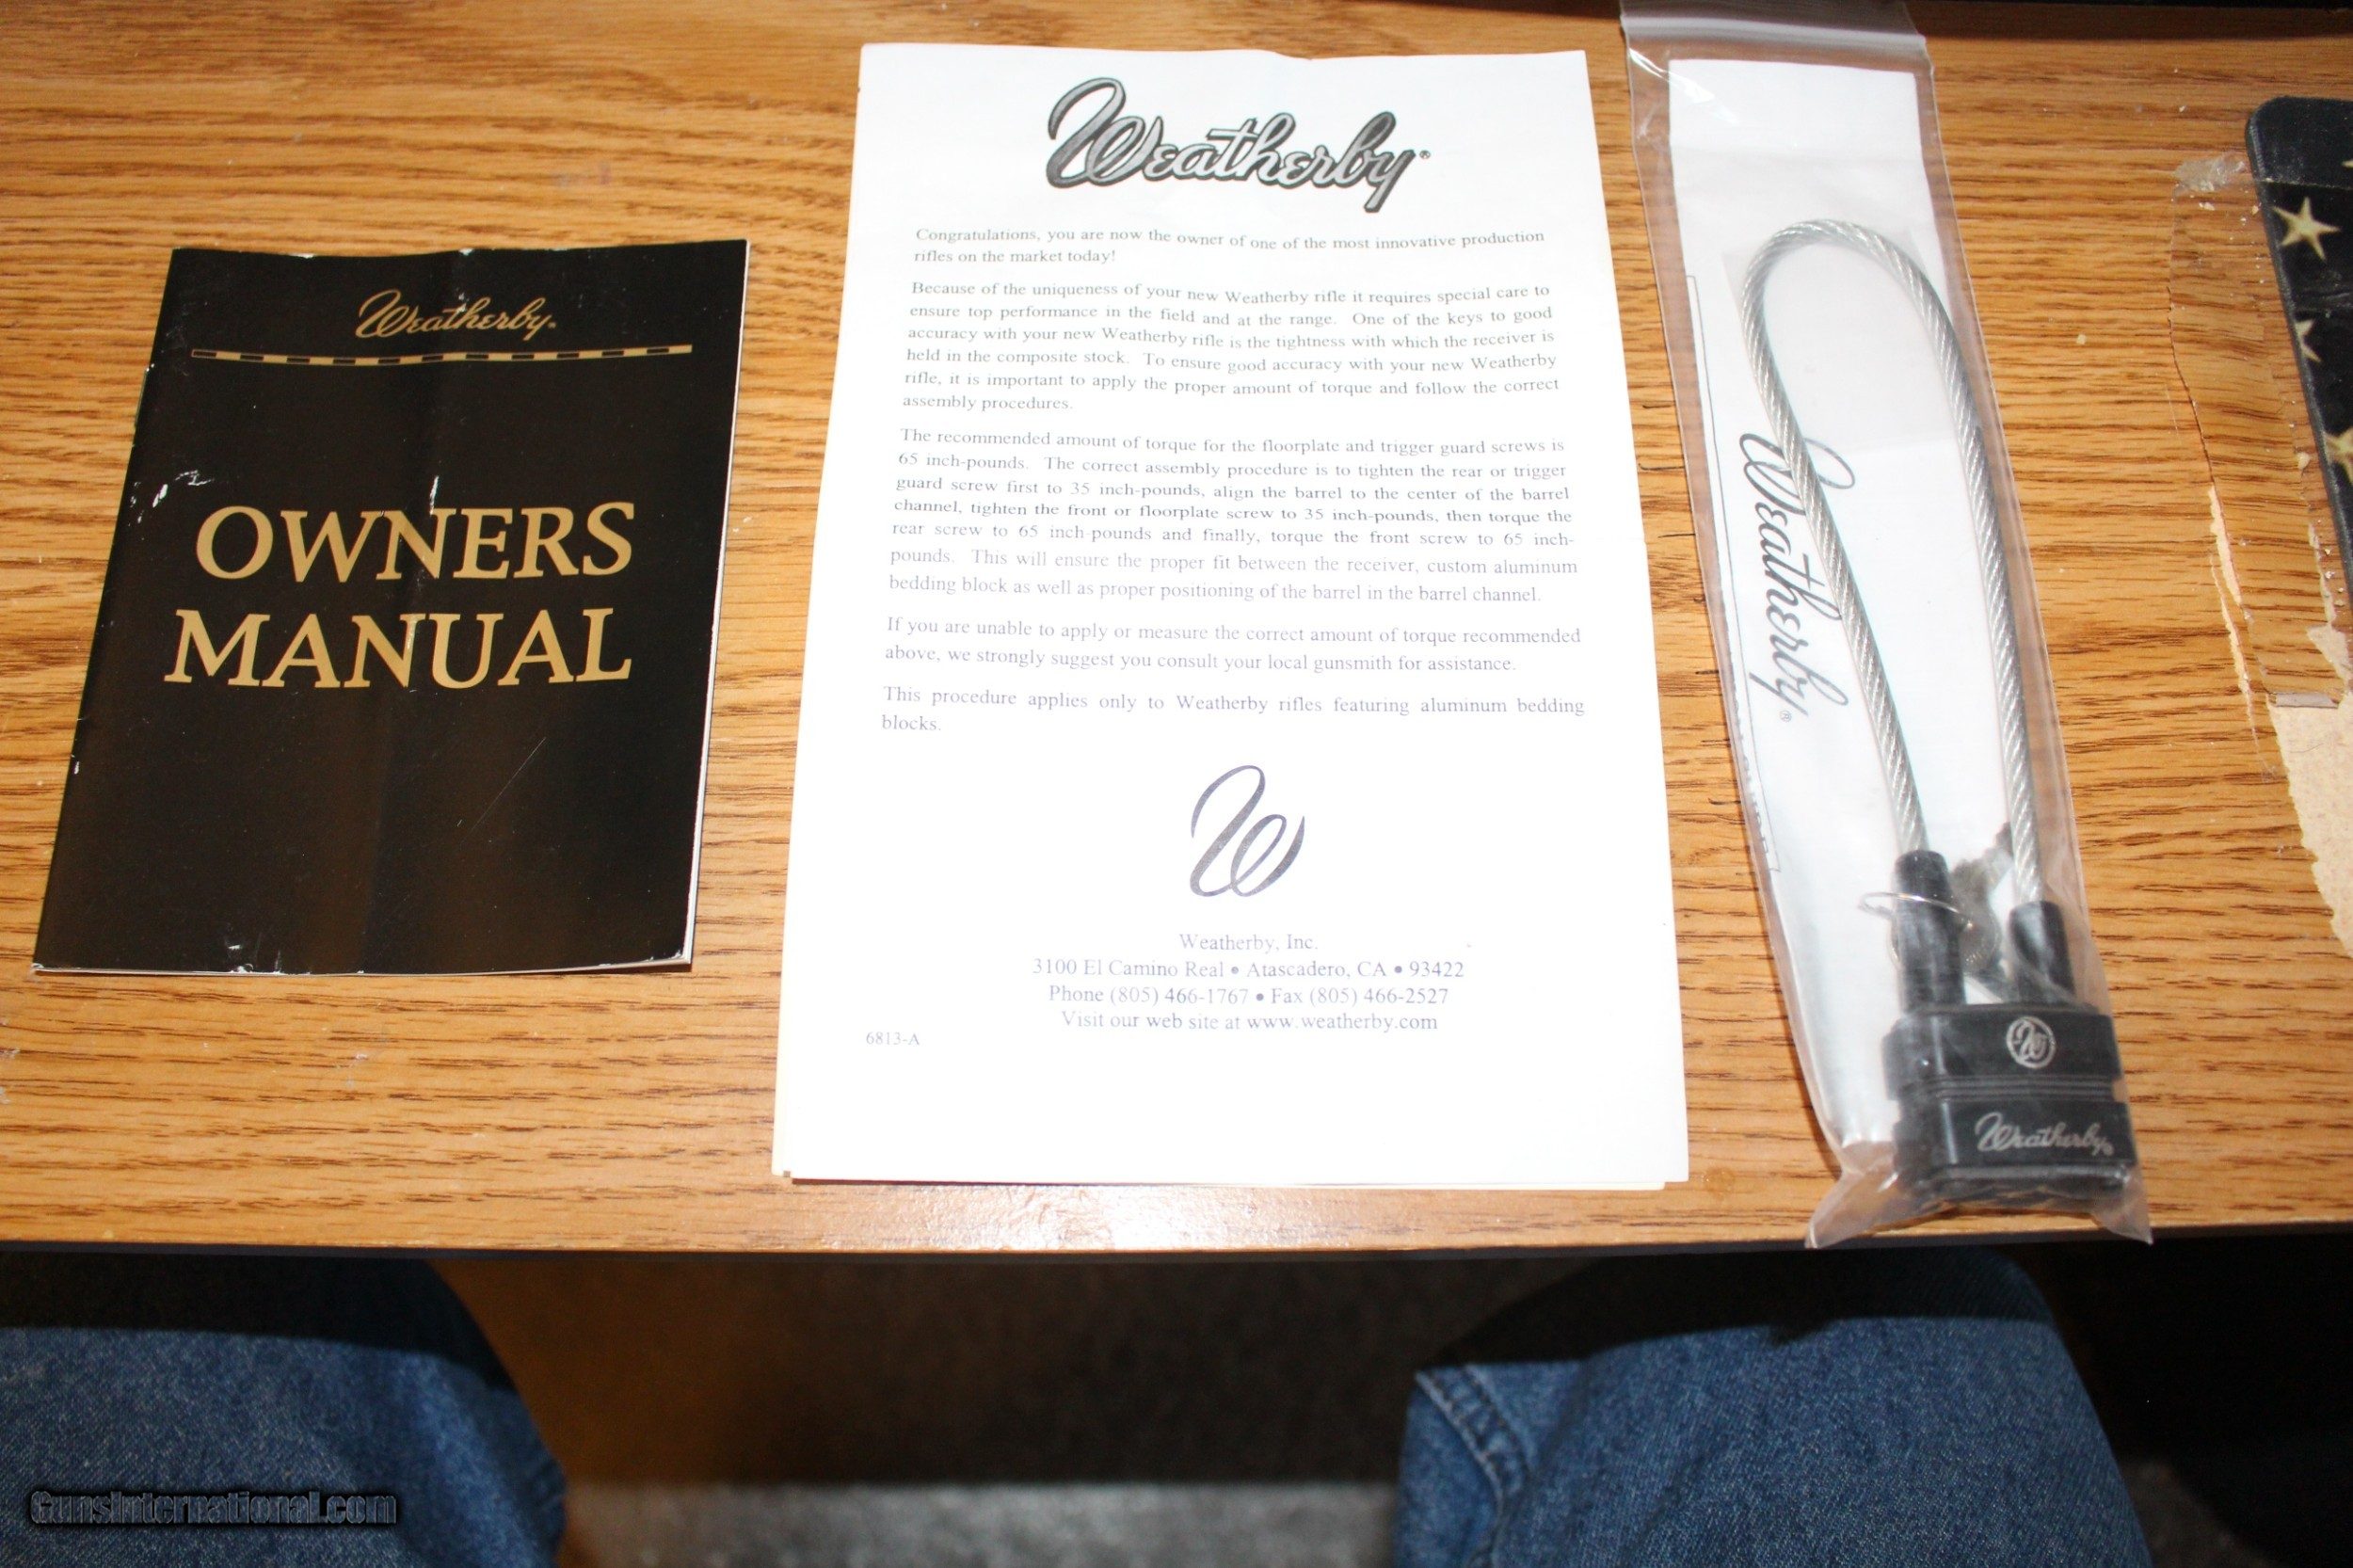 Weatherby®
OWNERS
MANUAL
Weatherby®
Congratulations, you are now the owner of one of the most innovative production
rifles on the market today!
Because of the uniqueness of your new Weatherby rifle it requires special care to
ensure top performance in the field and at the range. One of the keys to good
accuracy with your new Weatherby rifle is the tightness with which the receiver is
held in the composite stock. To ensure good accuracy with your new Weatherby
rifle, it is important to apply the proper amount of torque and follow the correct
assembly procedures.
The recommended amount of torque for the floorplate and trigger guard screws is
65 inch-pounds. The correct assembly procedure is to tighten the rear or trigger
guard screw first to 35 inch-pounds, align the barrel to the center of the barrel
channel, tighten the front or floorplate screw to 35 inch-pounds, then torque the
rear screw to 65 inch-pounds and finally, torque the front screw to 65 inch-
pounds. This will ensure the proper fit between the receiver, custom aluminum
bedding block as well as proper positioning of the barrel in the barrel channel.
If you are unable to apply or measure the correct amount of torque recommended
above, we strongly suggest you consult your local gunsmith for assistance.
This procedure applies only to Weatherby rifles featuring aluminum bedding
blocks.
W
Weatherby, Inc.
3100 El Camino Real • Atascadero, CA • 93422
Phone (805) 466-1767 • Fax (805) 466-2527
Visit our web site at www.weatherby.com
6813-A
Weatherby®
W
Weatherby®
GunsInternational.com